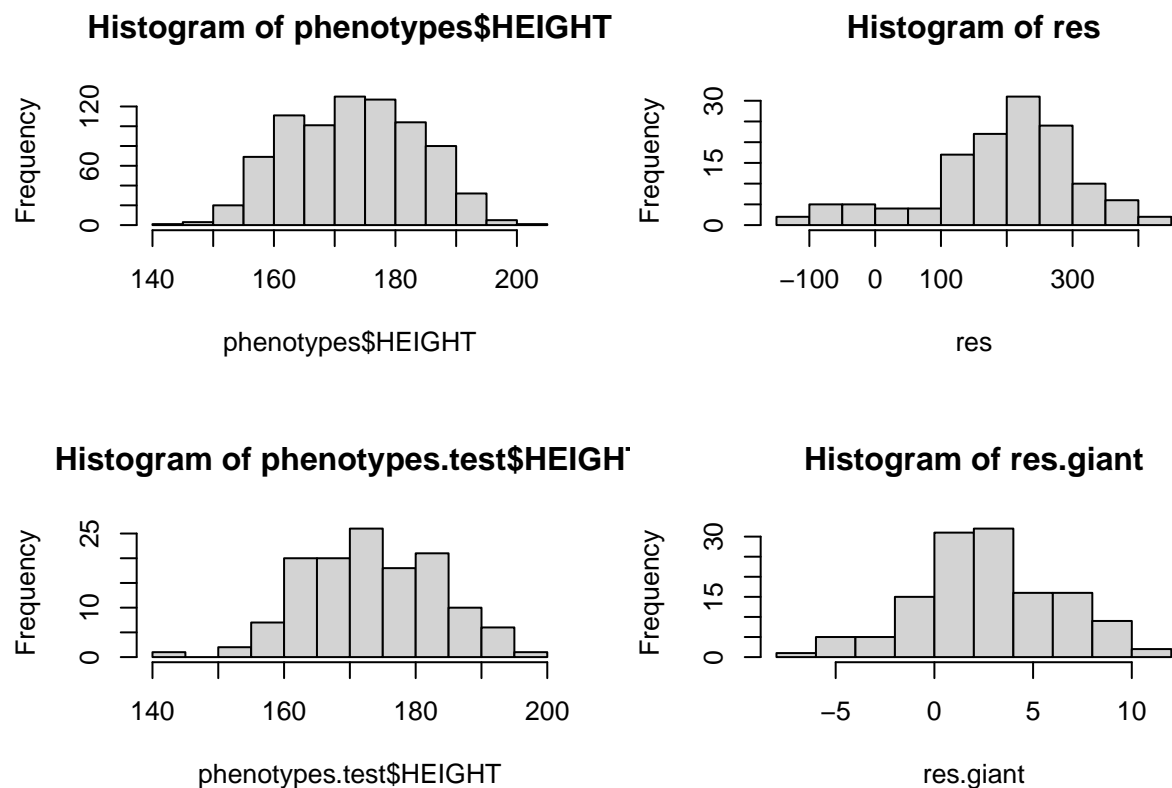 Histogram of phenotypes$HEIGHT
Frequency
0 60 120
140 160 180 200
phenotypes$HEIGHT
Histogram of res
Frequency
0 15 30
−100 0 100 300
res
Histogram of phenotypes.test$HEIGHT
Frequency
0 10 25
140 160 180 200
phenotypes.test$HEIGHT
Histogram of res.giant
Frequency
0 15 30
−5 0 5 10
res.giant